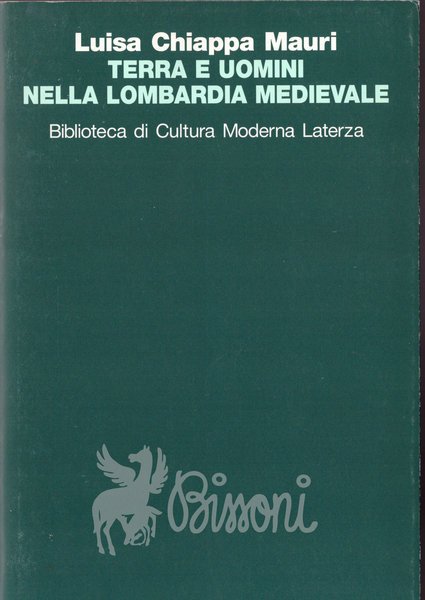 Luisa Chiappa Mauri
TERRA E UOMINI
NELLA LOMBARDIA MEDIEVALE
Biblioteca di Cultura Moderna Laterza
Bissoni